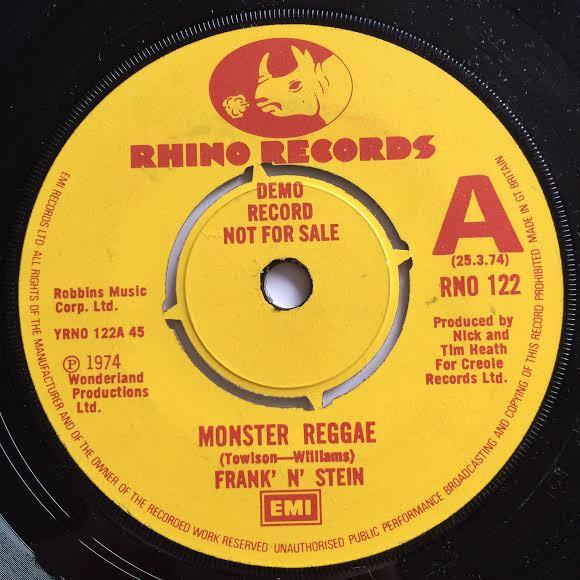 RHINO RECORDS
DEMO
RECORD
NOT FOR SALE
A
(25.3.74)
RNO 122
Robbins Music
Corp. Ltd.
YRNO 122A 45
Ⓟ 1974
Wonderland
Productions
Ltd.
Produced by
Nick and
Tim Heath
For Creole
Records Ltd.
MONSTER REGGAE
(Towlson—Williams)
FRANK' N' STEIN
EMI
EMI RECORDS LTD ALL RIGHTS OF THE MANUFACTURER AND OF THE OWNER OF THE RECORDED WORK RESERVED · UNAUTHORISED PUBLIC PERFORMANCE BROADCASTING AND COPYING OF THIS RECORD PROHIBITED · MADE IN GT BRITAIN